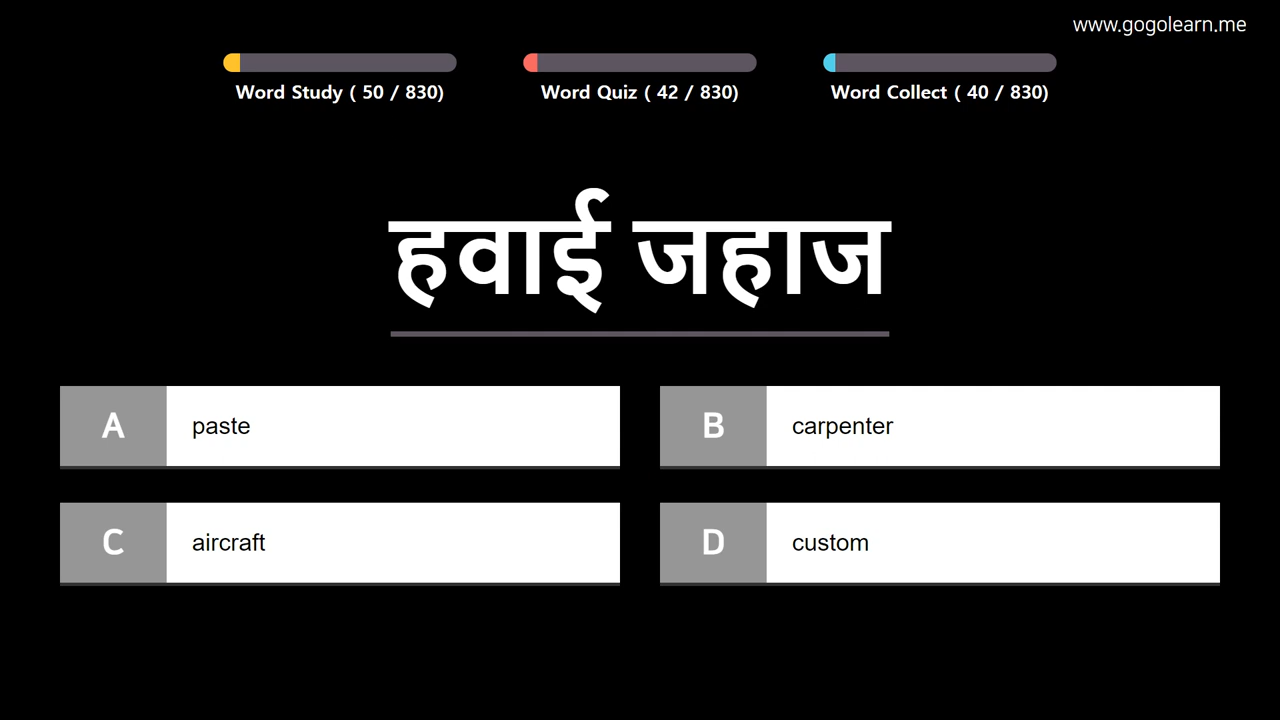 www.gogolearn.me
Word Study ( 50 / 830)
Word Quiz ( 42 / 830)
Word Collect ( 40 / 830)
हवाई जहाज
A paste
B carpenter
C aircraft
D custom